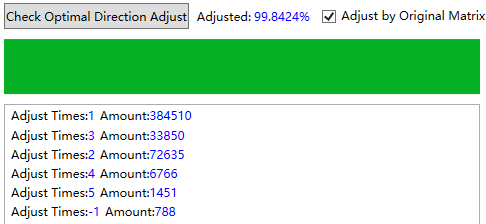 Check Optimal Direction Adjust Adjusted: 99.8424% Adjust by Original Matrix
Adjust Times:1 Amount:384510
Adjust Times:3 Amount:33850
Adjust Times:2 Amount:72635
Adjust Times:4 Amount:6766
Adjust Times:5 Amount:1451
Adjust Times:-1 Amount:788